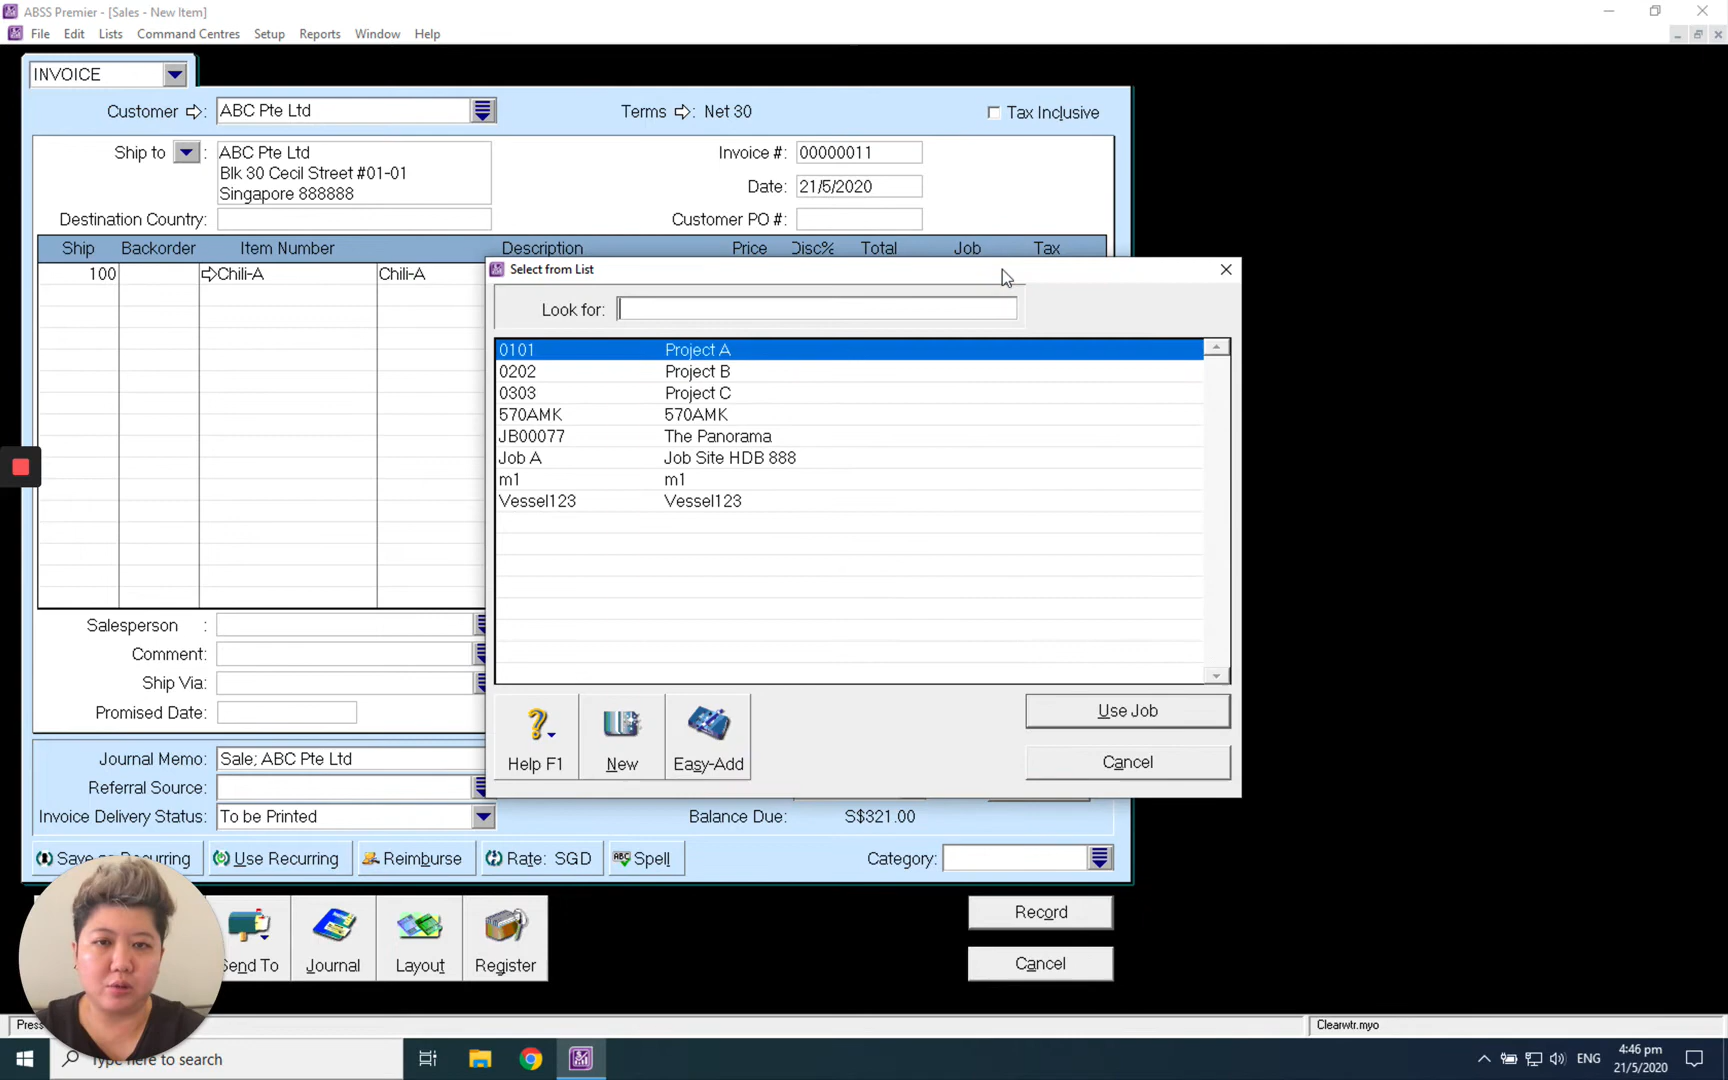 ABSS Premier - [Sales - New Item]
File Edit Lists Command Centres Setup Reports Window Help
INVOICE
Customer : ABC Pte Ltd
Terms : Net 30
Tax Inclusive
Ship to : ABC Pte Ltd
Blk 30 Cecil Street #01-01
Singapore 888888
Invoice #: 00000011
Date: 21/5/2020
Destination Country:
Customer PO #:
Ship Backorder Item Number Description Price Disc% Total Job Tax
100 Chili-A Chili-A
Select from List
Look for:
0101 Project A
0202 Project B
0303 Project C
570AMK 570AMK
JB00077 The Panorama
Job A Job Site HDB 888
m1 m1
Vessel123 Vessel123
Help F1 New Easy-Add
Use Job
Cancel
Salesperson :
Comment:
Ship Via:
Promised Date:
Journal Memo: Sale; ABC Pte Ltd
Referral Source:
Invoice Delivery Status: To be Printed
Balance Due: S$321.00
Save as Recurring Use Recurring Reimburse Rate: SGD Spell
Category:
Send To Journal Layout Register
Record
Cancel
Press
Clearwtr.myo
Type here to search
ENG
4:46 pm
21/5/2020